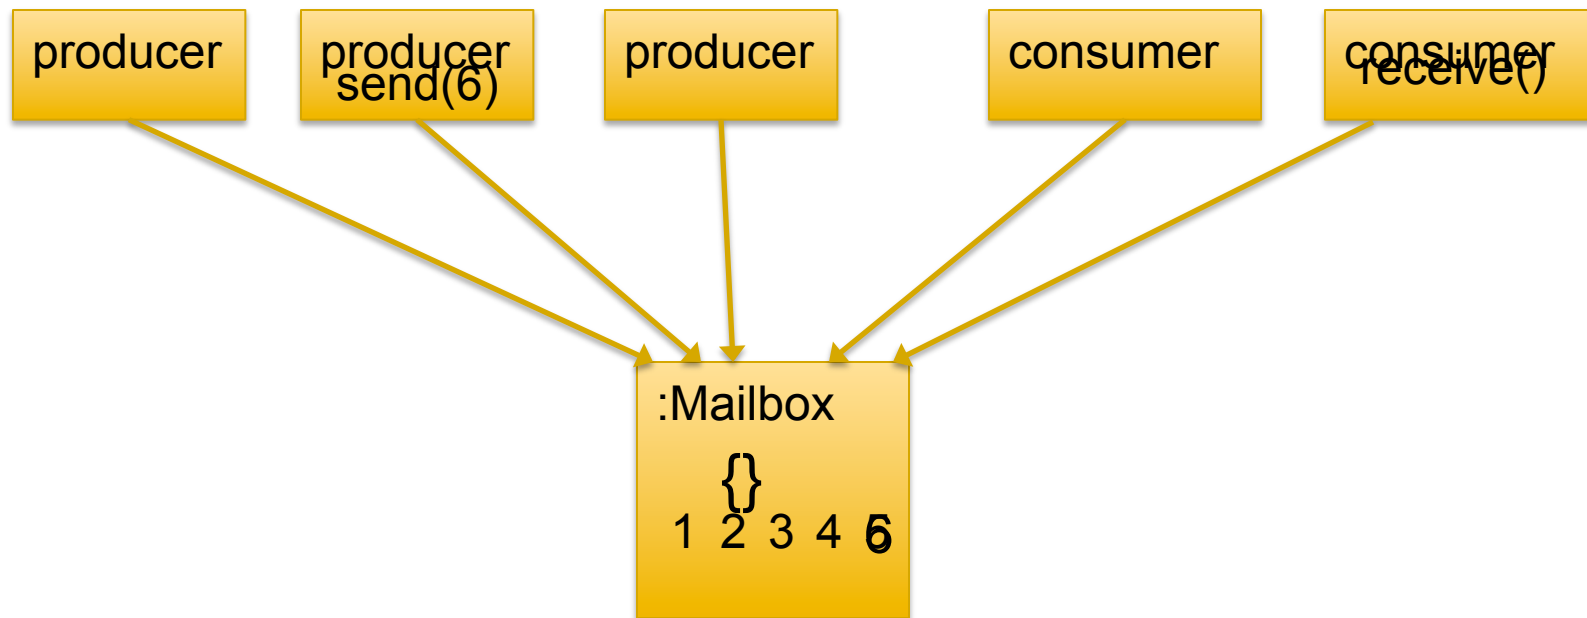 producer
producer
send(6)
producer
consumer
consumer
receive()
:Mailbox
{}
1 2 3 4 5
6